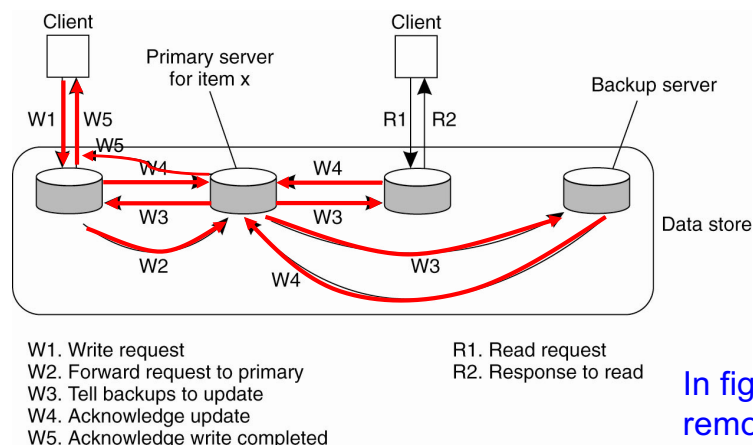 Client
Client
Primary server
for item x
Backup server
W1
W5
R1
R2
W5
W4
W4
W3
W3
Data store
W2
W3
W4
W1. Write request
W2. Forward request to primary
W3. Tell backups to update
W4. Acknowledge update
W5. Acknowledge write completed
R1. Read request
R2. Response to read
In fig
remo